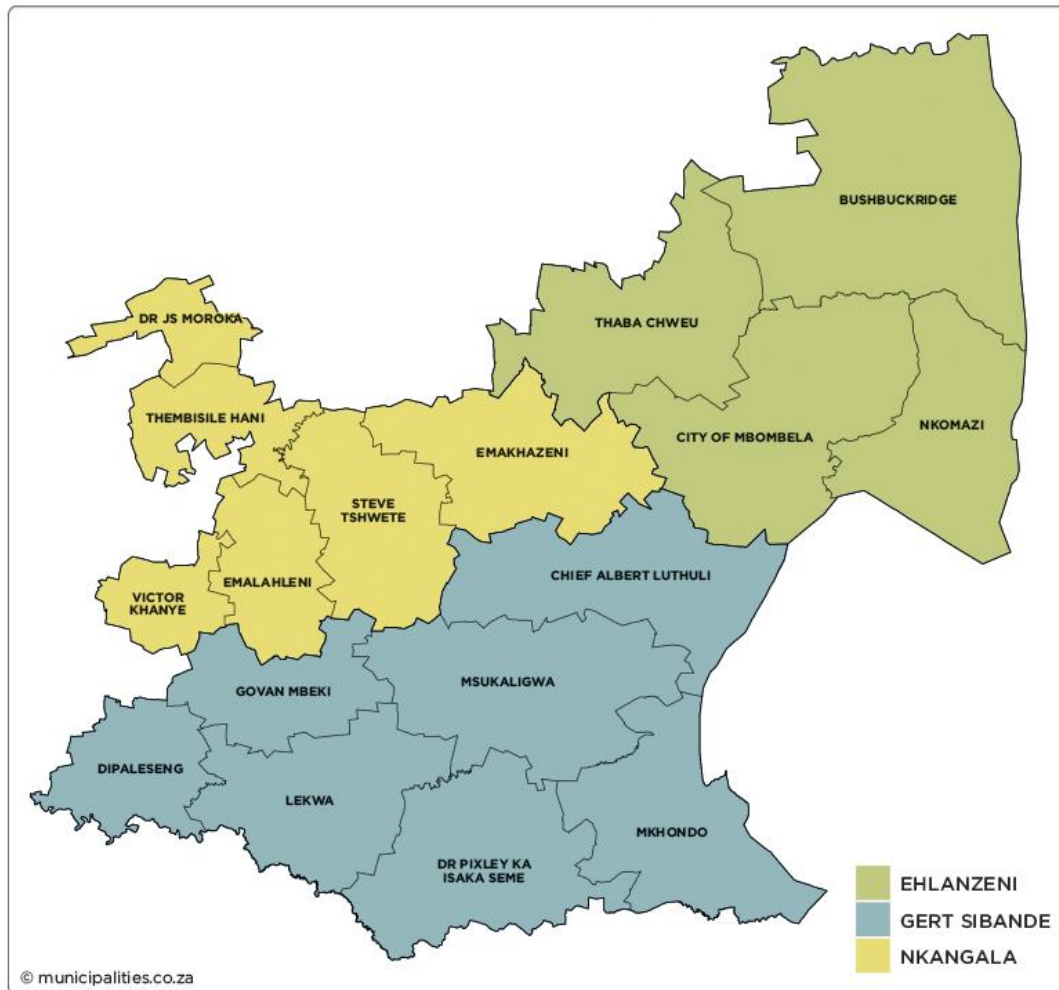 BUSHBUCKRIDGE
THABA CHWEU
DR JS MOROKA
THEMBISILE HANI
CITY OF MBOMBELA
NKOMAZI
EMAKHAZENI
STEVE
TSHWETE
CHIEF ALBERT LUTHULI
EMALAHLENI
VICTOR
KHANYE
MSUKALIGWA
GOVAN MBEKI
DIPALESENG
LEKWA
MKHONDO
DR PIXLEY KA
ISAKA SEME
EHLANZENI
GERT SIBANDE
NKANGALA
© municipalities.co.za